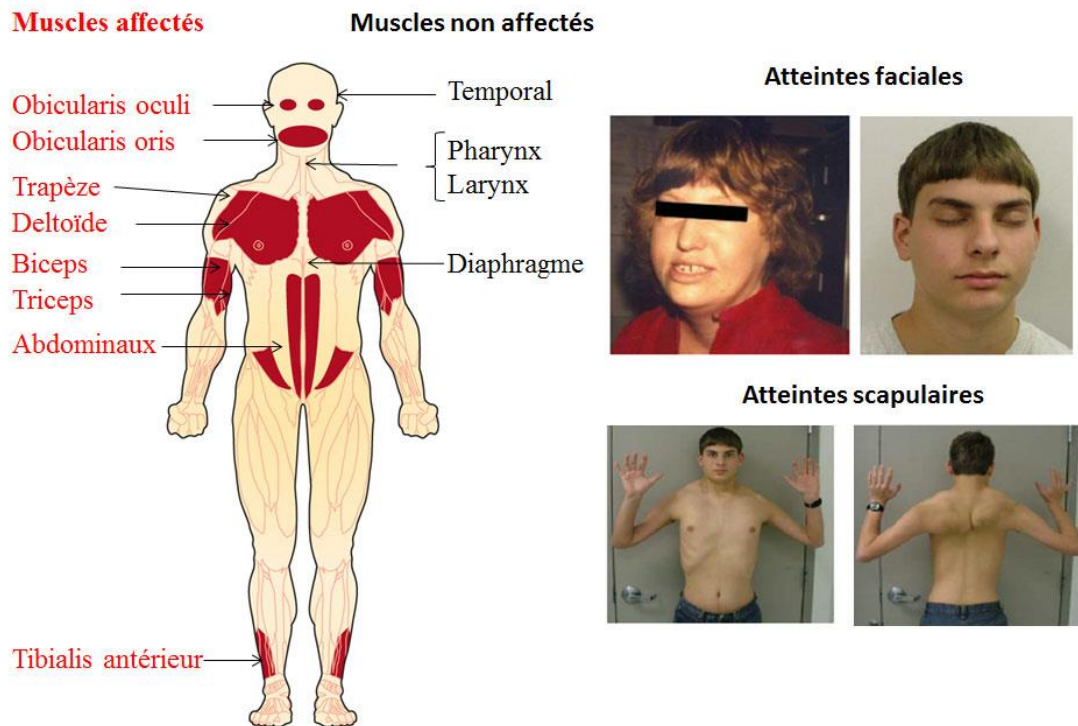 Muscles affectés
Muscles non affectés
Obicularis oculi
Obicularis oris
Trapèze
Deltoïde
Biceps
Triceps
Abdominaux
Tibialis antérieur
Temporal
Pharynx
Larynx
Diaphragme
Atteintes faciales
Atteintes scapulaires